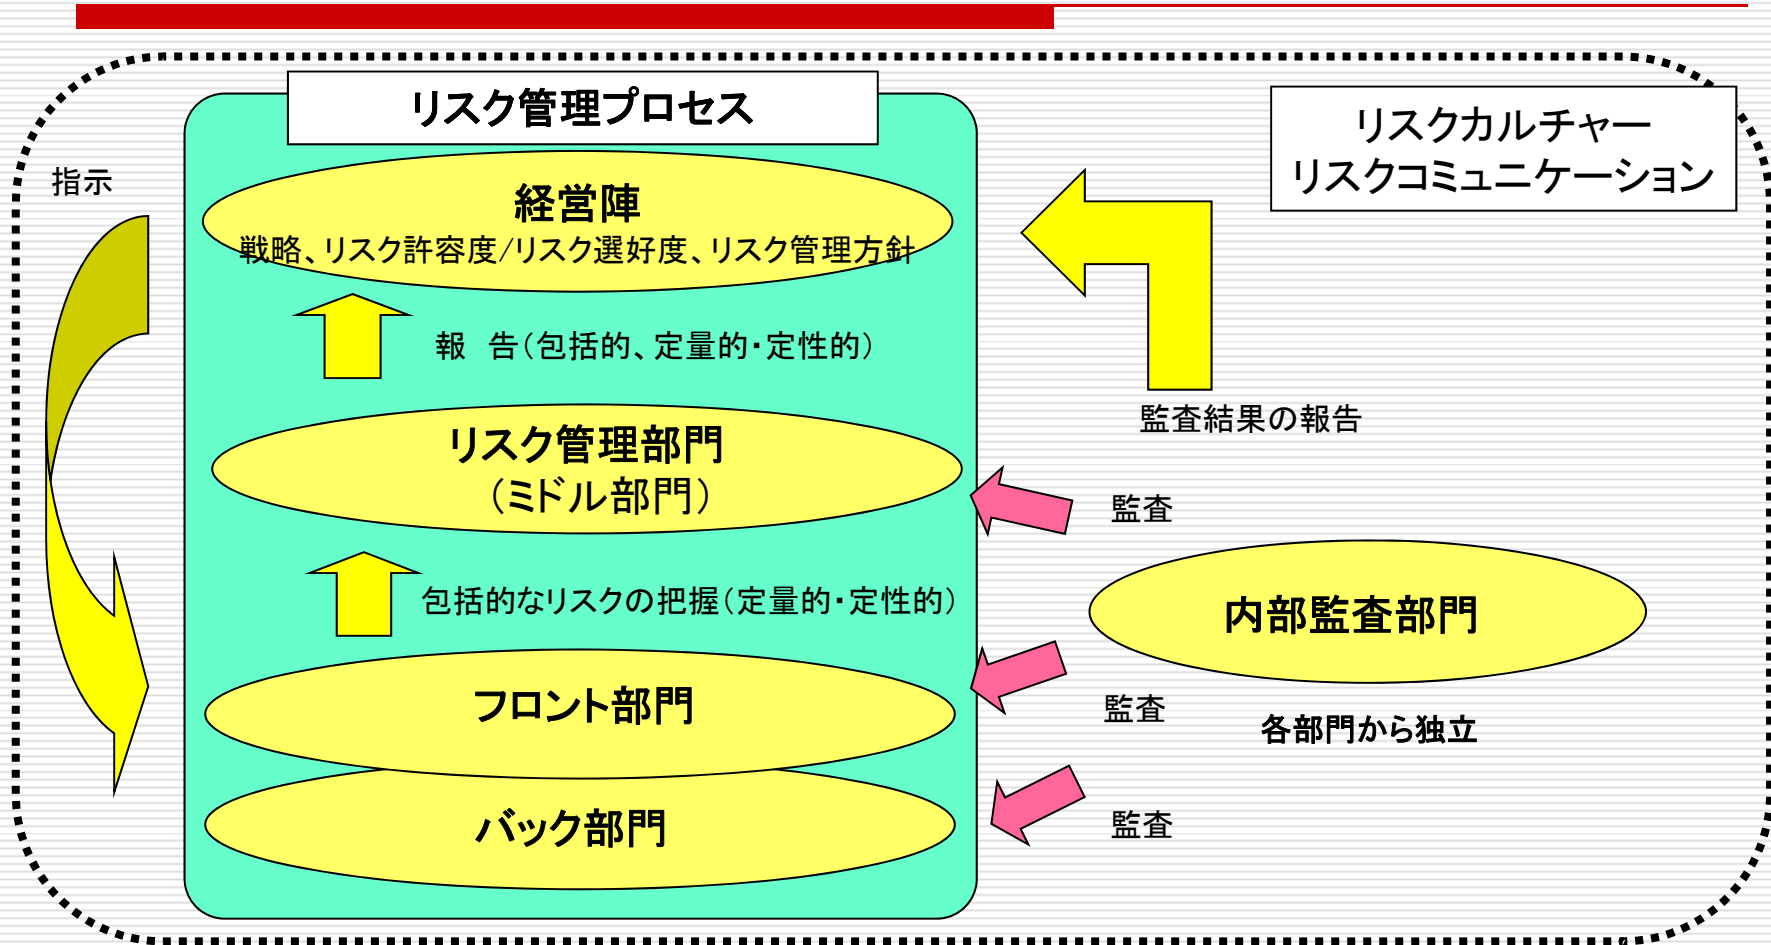 リスク管理プロセス
リスクカルチャー
リスクコミュニケーション
指示
経営陣
戦略、リスク許容度/リスク選好度、リスク管理方針
報　告（包括的、定量的・定性的）
監査結果の報告
リスク管理部門
（ミドル部門）
監査
包括的なリスクの把握（定量的・定性的）
内部監査部門
フロント部門
監査
各部門から独立
バック部門
監査